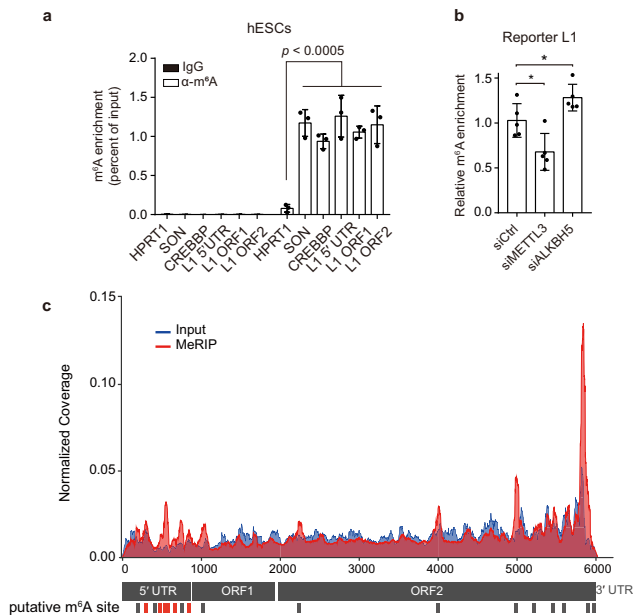 a
hESCs
p < 0.0005
IgG
α-m⁶A
m⁶A enrichment
(percent of input)
2.0
1.5
1.0
0.5
0.0
HPRT1
SON
CREBBP
L1 5'UTR
L1 ORF1
L1 ORF2
HPRT1
SON
CREBBP
L1 5'UTR
L1 ORF1
L1 ORF2
b
Reporter L1
Relative m⁶A enrichment
*
*
1.5
1.0
0.5
0
siCtrl
siMETTL3
siALKBH5
c
Input
MeRIP
Normalized Coverage
0.15
0.10
0.05
0.00
0
1000
2000
3000
4000
5000
6000
5′ UTR
ORF1
ORF2
3′ UTR
putative m⁶A site